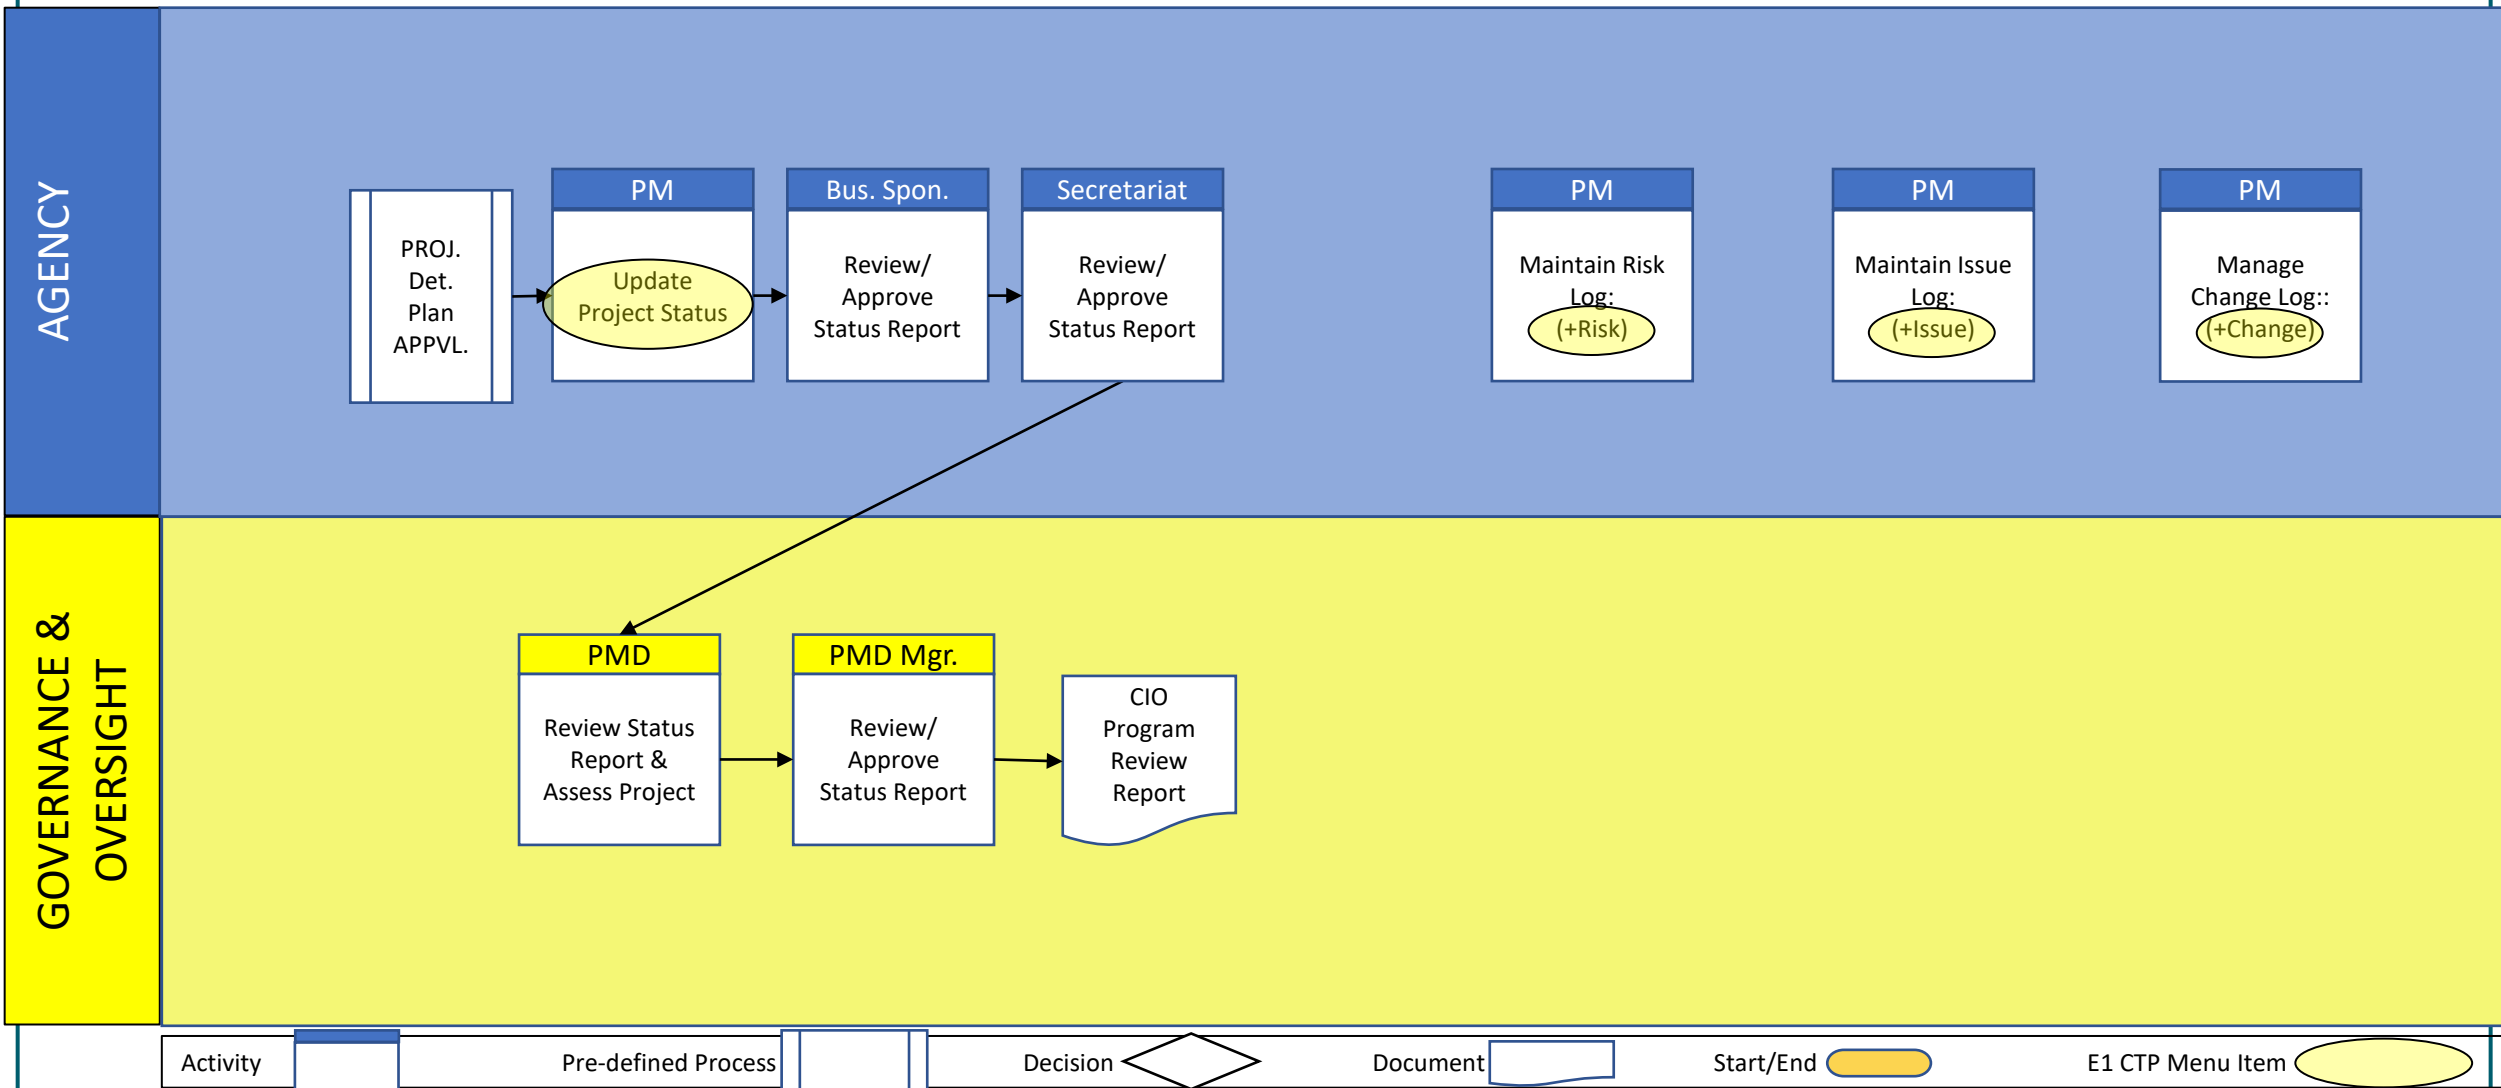 AGENCY
PROJ.
Det.
Plan
APPVL.
PM
Update
Project Status
Bus. Spon.
Review/
Approve
Status Report
Secretariat
Review/
Approve
Status Report
PM
Maintain Risk
Log:
(+Risk)
PM
Maintain Issue
Log:
(+Issue)
PM
Manage
Change Log::
(+Change)
GOVERNANCE &
OVERSIGHT
PMD
Review Status
Report &
Assess Project
PMD Mgr.
Review/
Approve
Status Report
CIO
Program
Review
Report
Activity
Pre-defined Process
Decision
Document
Start/End
E1 CTP Menu Item